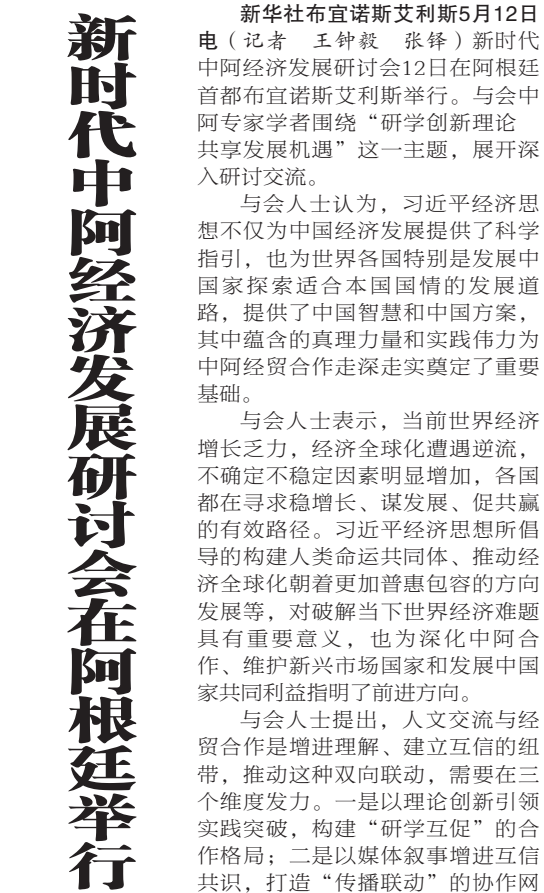 新时代中阿经济发展研讨会在阿根廷举行
新华社布宜诺斯艾利斯5月12日
电（记者　王钟毅　张铎）新时代
中阿经济发展研讨会12日在阿根廷
首都布宜诺斯艾利斯举行。与会中
阿专家学者围绕“研学创新理论
共享发展机遇”这一主题，展开深
入研讨交流。
与会人士认为，习近平经济思
想不仅为中国经济发展提供了科学
指引，也为世界各国特别是发展中
国家探索适合本国国情的发展道
路，提供了中国智慧和中国方案，
其中蕴含的真理力量和实践伟力为
中阿经贸合作走深走实奠定了重要
基础。
与会人士表示，当前世界经济
增长乏力，经济全球化遭遇逆流，
不确定不稳定因素明显增加，各国
都在寻求稳增长、谋发展、促共赢
的有效路径。习近平经济思想所倡
导的构建人类命运共同体、推动经
济全球化朝着更加普惠包容的方向
发展等，对破解当下世界经济难题
具有重要意义，也为深化中阿合
作、维护新兴市场国家和发展中国
家共同利益指明了前进方向。
与会人士提出，人文交流与经
贸合作是增进理解、建立互信的纽
带，推动这种双向联动，需要在三
个维度发力。一是以理论创新引领
实践突破，构建“研学互促”的合
作格局；二是以媒体叙事增进互信
共识，打造“传播联动”的协作网